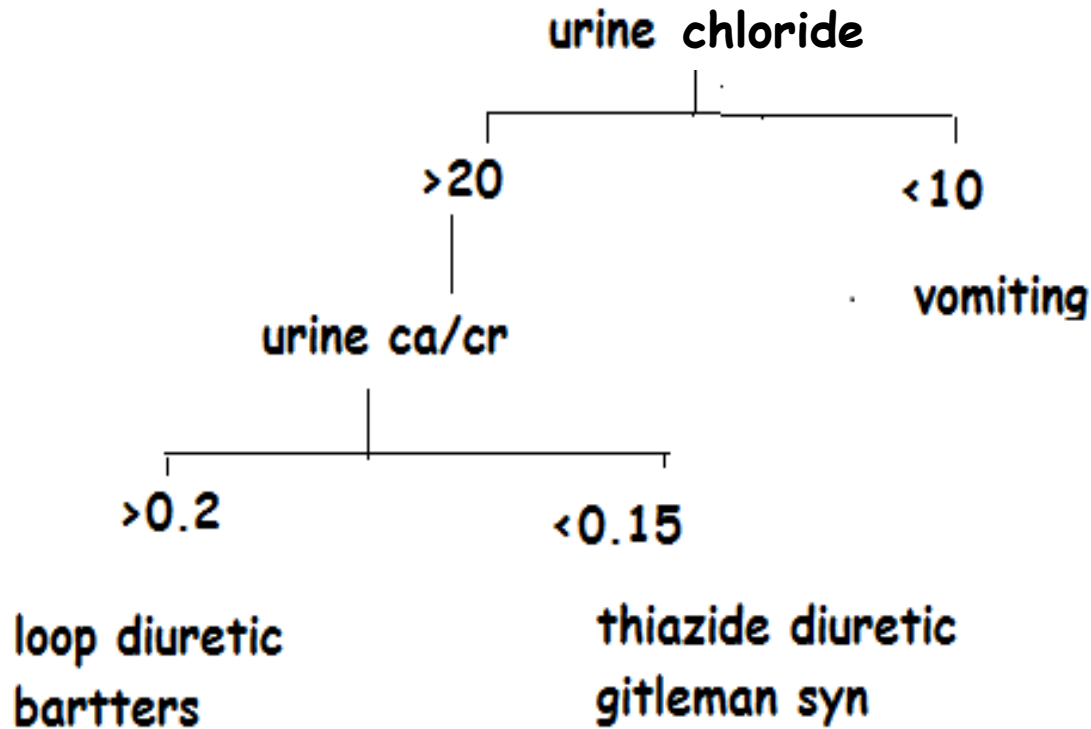 urine chloride
>20
<10
vomiting
urine ca/cr
>0.2
<0.15
loop diuretic
bartters
thiazide diuretic
gitleman syn